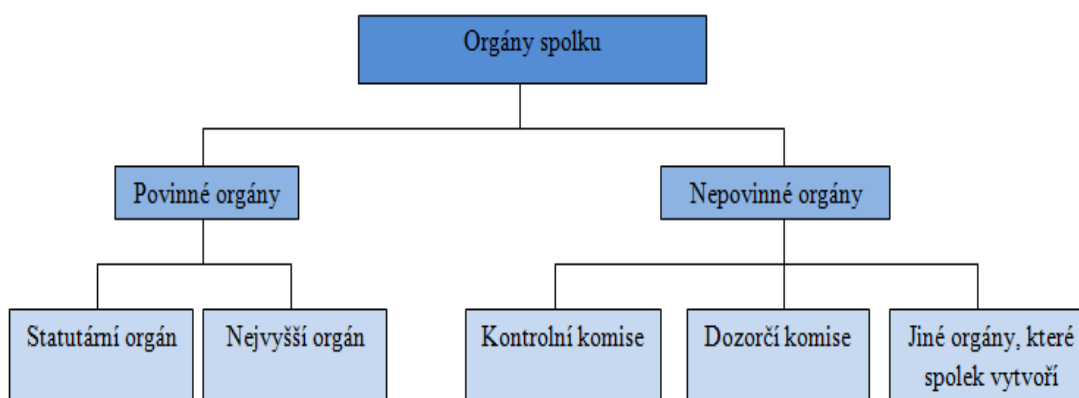 Orgány spolku
Povinné orgány
Nepovinné orgány
Statutární orgán
Nejvyšší orgán
Kontrolní komise
Dozorčí komise
Jiné orgány, které
spolek vytvoří